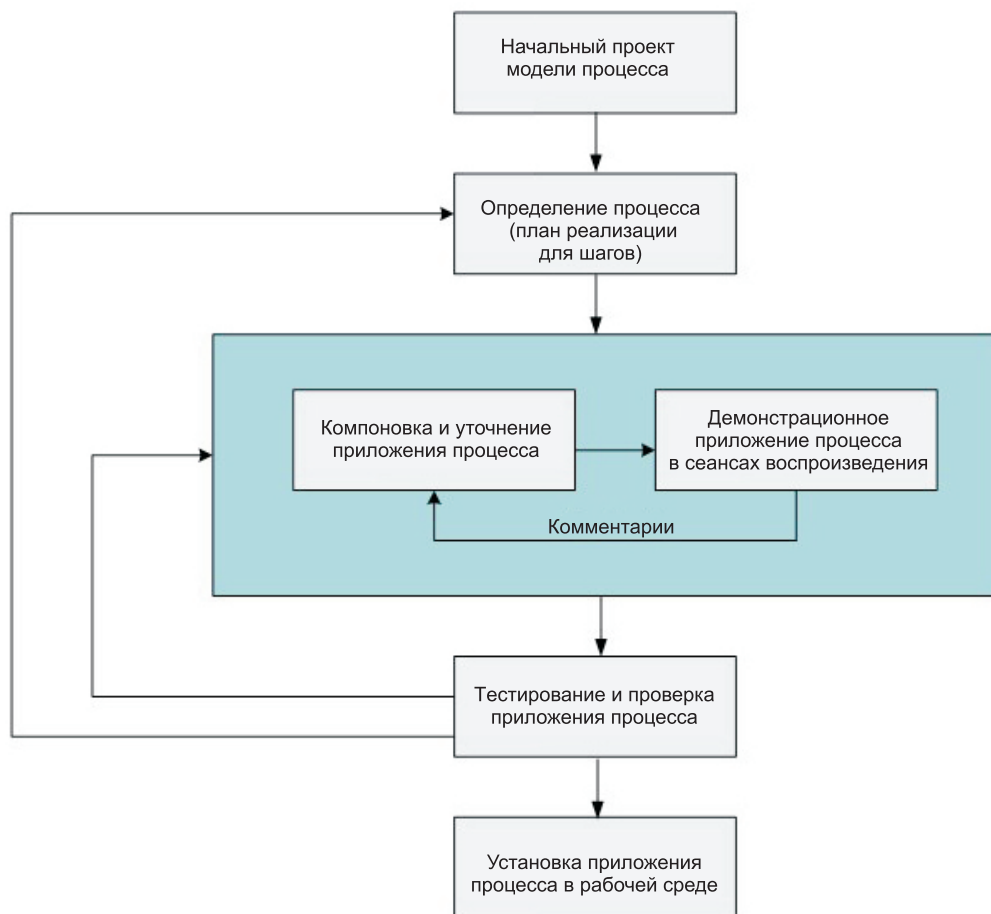 Начальный проект
модели процесса
Определение процесса
(план реализации
для шагов)
Компоновка и уточнение
приложения процесса
Демонстрационное
приложение процесса
в сеансах воспроизведения
Комментарии
Тестирование и проверка
приложения процесса
Установка приложения
процесса в рабочей среде